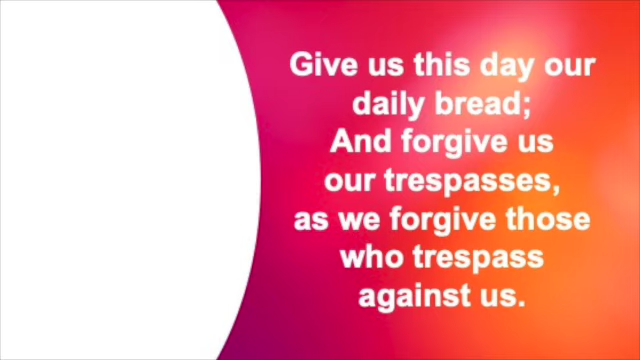 Give us this day our
daily bread;
And forgive us
our trespasses,
as we forgive those
who trespass
against us.